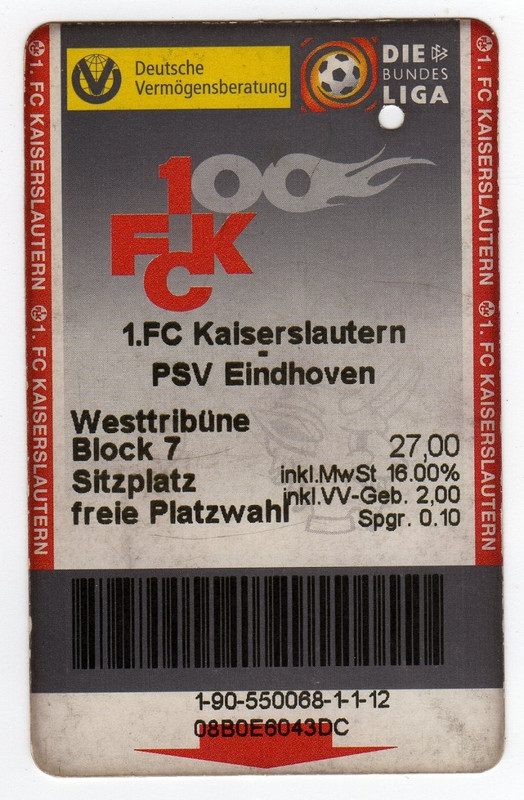 Deutsche
Vermögensberatung
DIE
BUNDES
LIGA
1. FC KAISERSLAUTERN
1. FC KAISERSLAUTERN
1. FC KAISERSLAUTERN
1. FC KAISERSLAUTERN
100
FCK
1.FC Kaiserslautern
-
PSV Eindhoven
Westtribüne
Block 7
27,00
Sitzplatz
inkl.MwSt 16.00%
inkl.VV-Geb. 2,00
freie Platzwahl
Spgr. 0.10
1-90-550068-1-1-12
08B0E6043DC